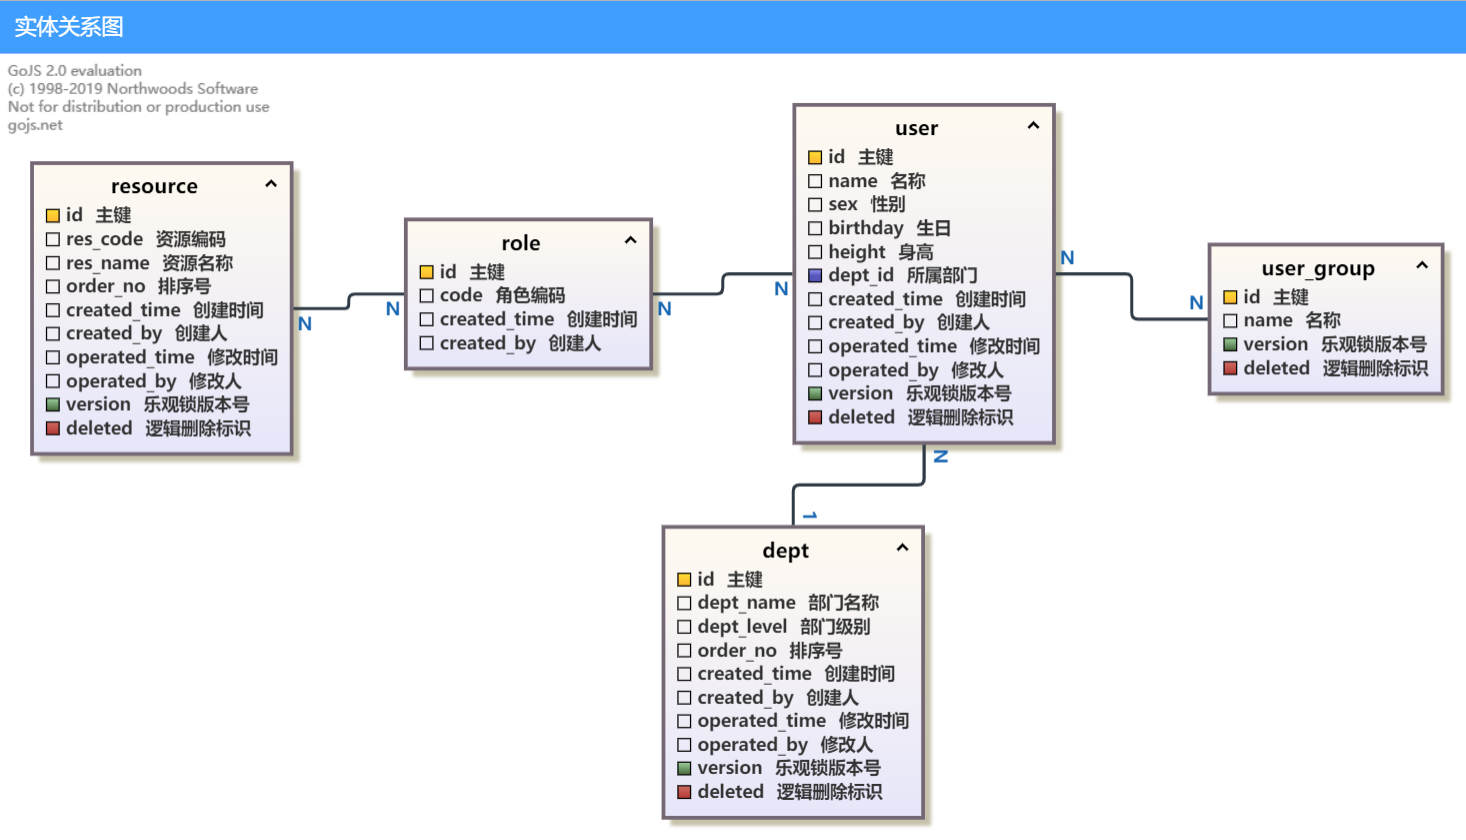 实体关系图
GoJS 2.0 evaluation
(c) 1998-2019 Northwoods Software
Not for distribution or production use
gojs.net
resource
id 主键
res_code 资源编码
res_name 资源名称
order_no 排序号
created_time 创建时间
created_by 创建人
operated_time 修改时间
operated_by 修改人
version 乐观锁版本号
deleted 逻辑删除标识
N
N
role
id 主键
code 角色编码
created_time 创建时间
created_by 创建人
N
N
user
id 主键
name 名称
sex 性别
birthday 生日
height 身高
dept_id 所属部门
created_time 创建时间
created_by 创建人
operated_time 修改时间
operated_by 修改人
version 乐观锁版本号
deleted 逻辑删除标识
N
N
user_group
id 主键
name 名称
version 乐观锁版本号
deleted 逻辑删除标识
N
1
dept
id 主键
dept_name 部门名称
dept_level 部门级别
order_no 排序号
created_time 创建时间
created_by 创建人
operated_time 修改时间
operated_by 修改人
version 乐观锁版本号
deleted 逻辑删除标识